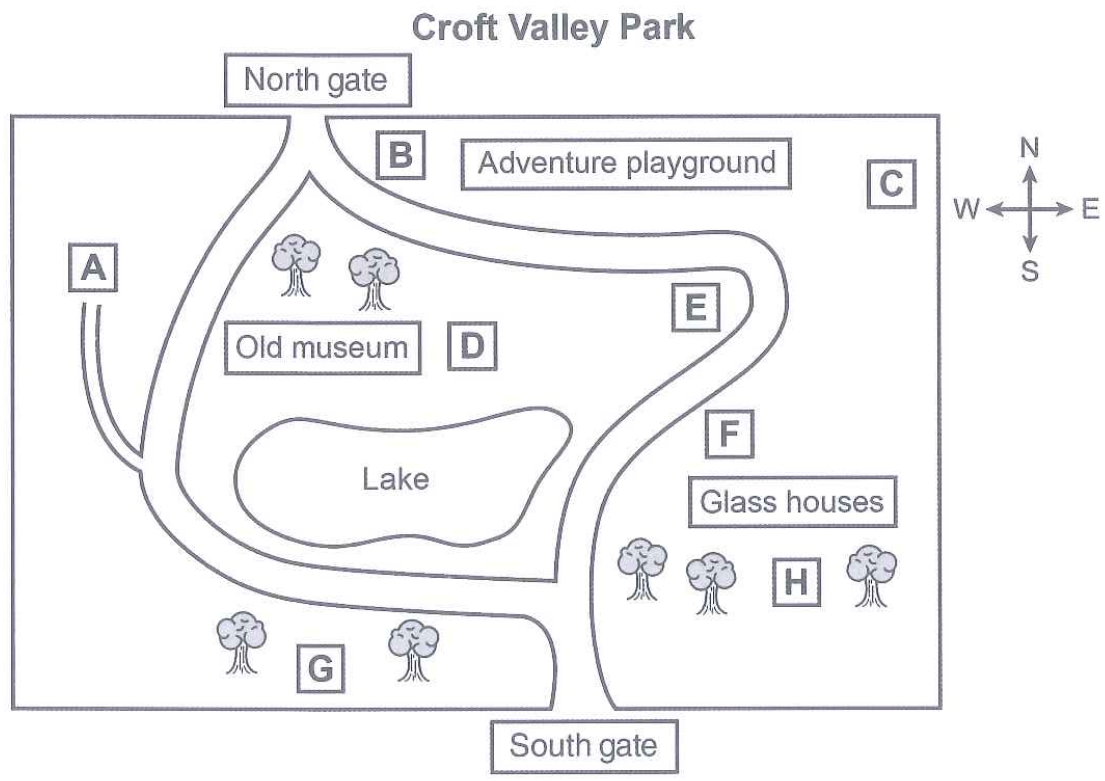 Croft Valley Park
North gate
B
Adventure playground
C
N
W
E
S
A
E
Old museum
D
F
Lake
Glass houses
H
G
South gate